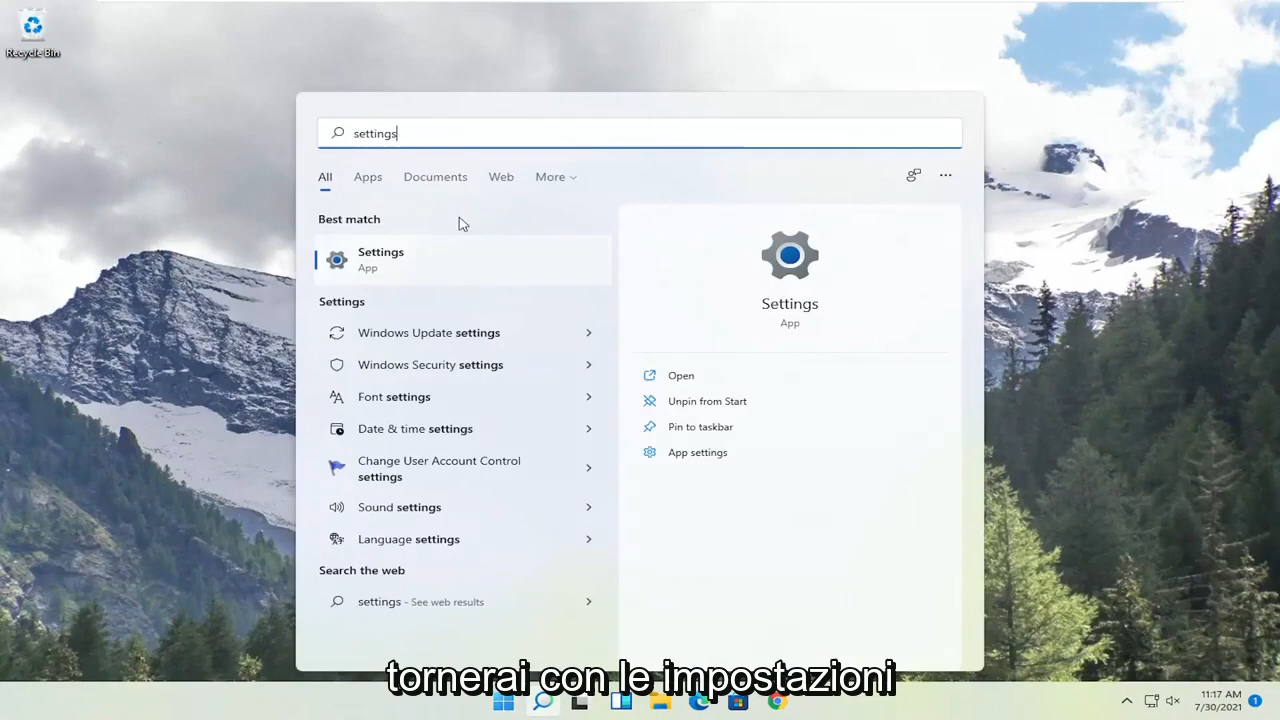 Recycle Bin
settings
All Apps Documents Web More
Best match
Settings
App
Settings
Windows Update settings
Windows Security settings
Font settings
Date & time settings
Change User Account Control
settings
Sound settings
Language settings
Search the web
settings - See web results
Settings
App
Open
Unpin from Start
Pin to taskbar
App settings
tornerai con le impostazioni
11:17 AM
7/30/2021
1